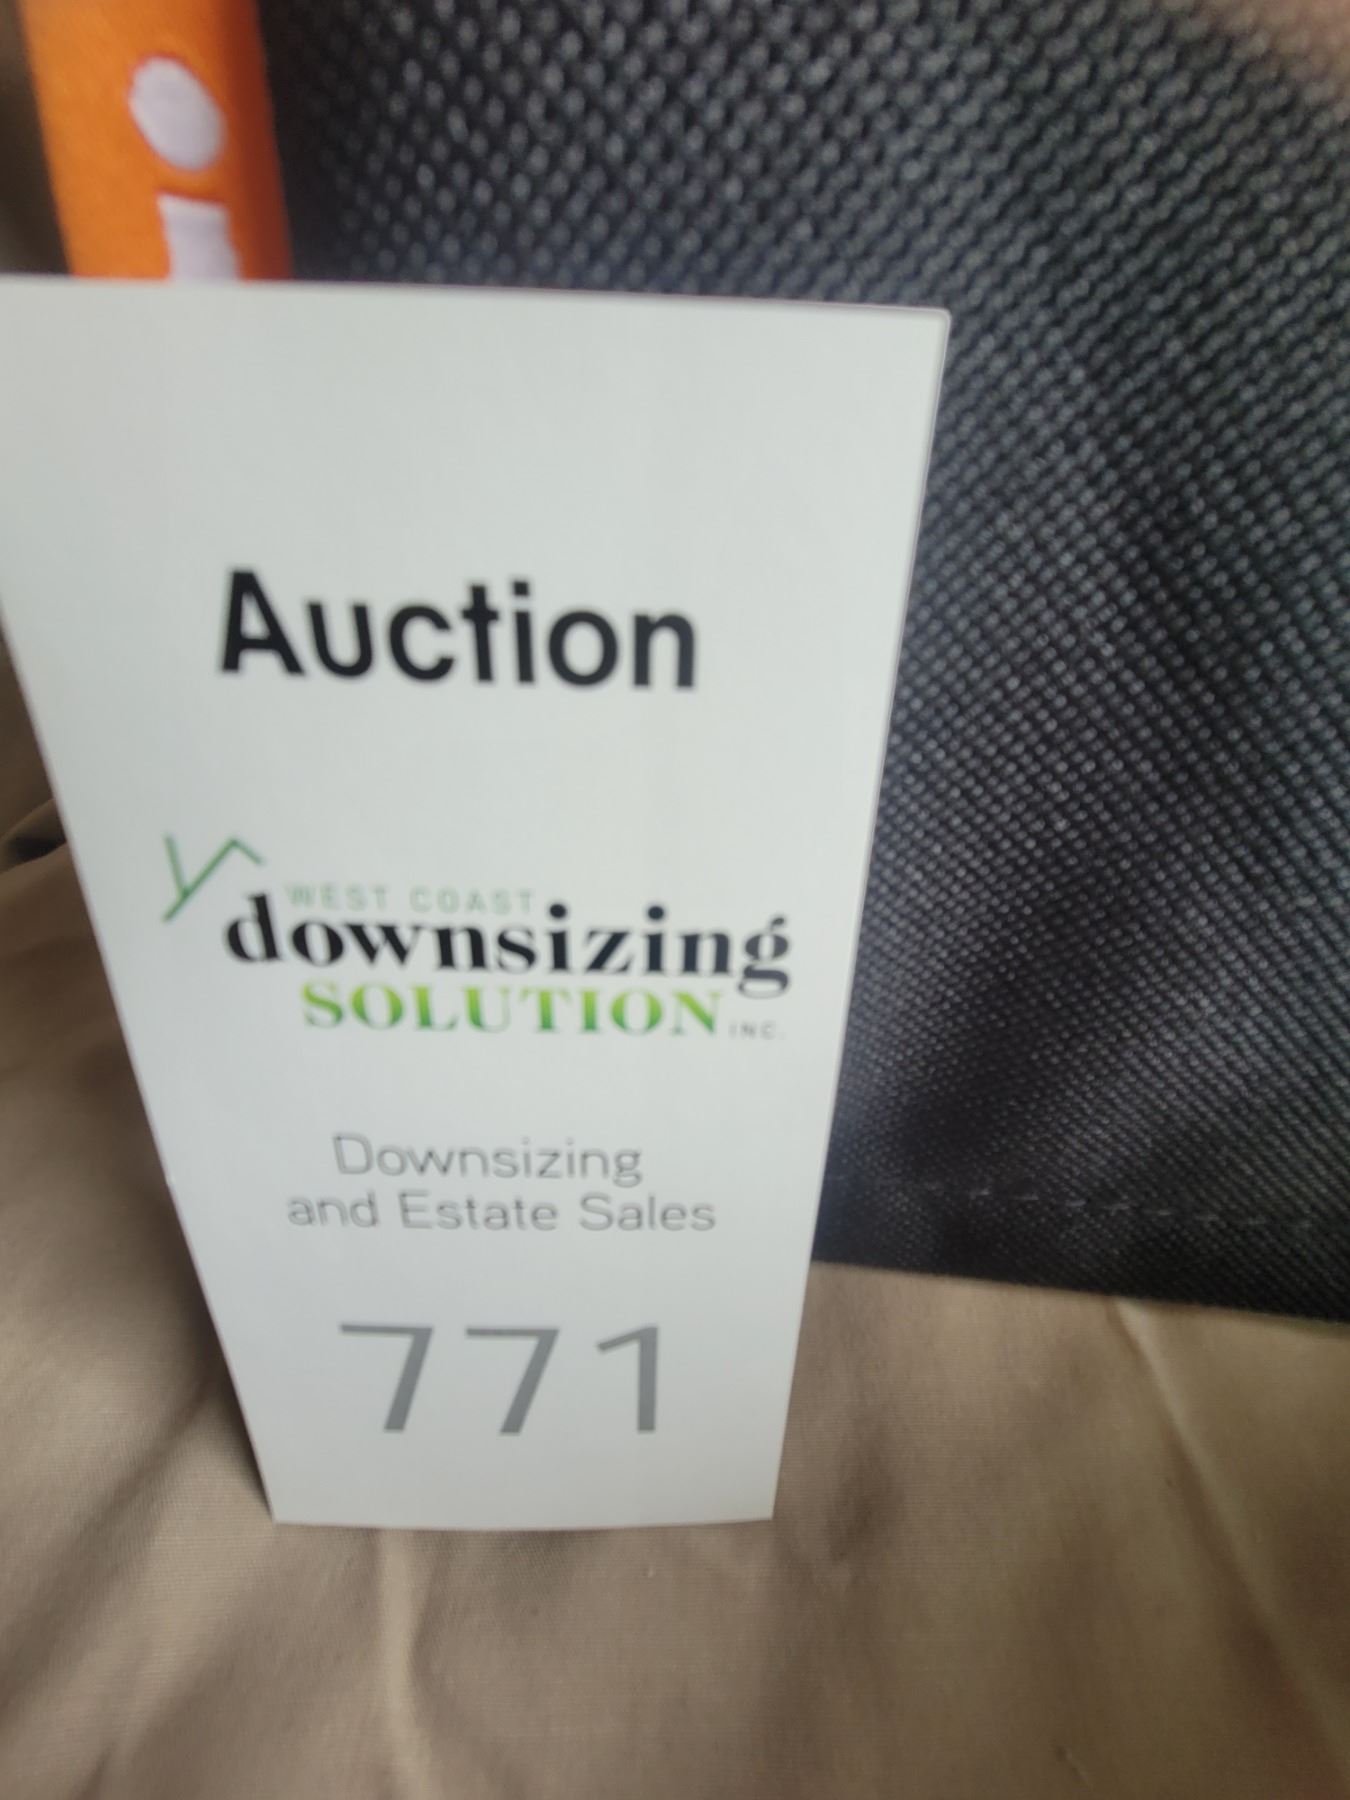 i
Auction
WEST COAST
downsizing
SOLUTION INC.
Downsizing
and Estate Sales
771